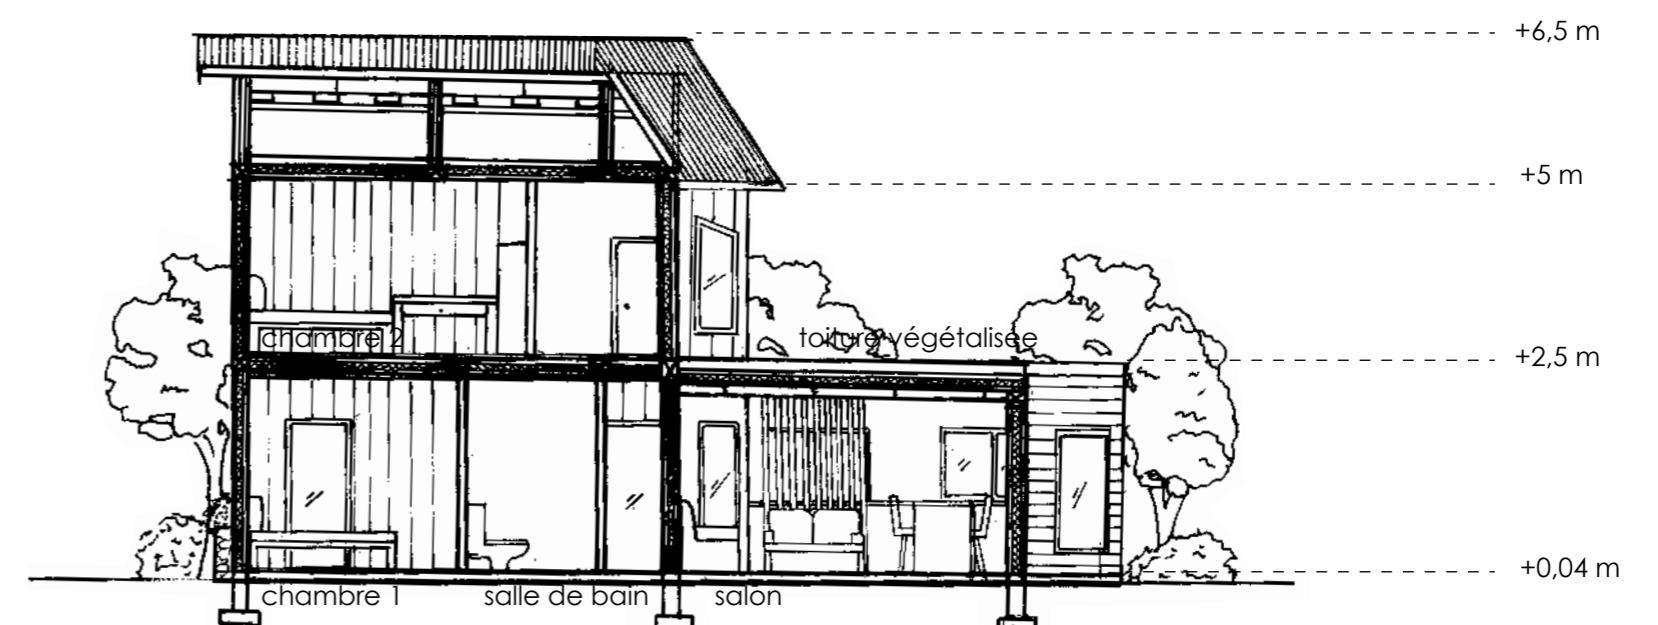 +6,5 m
+5 m
chambre 2
toiture végétalisée
+2,5 m
+0,04 m
chambre 1
salle de bain
salon